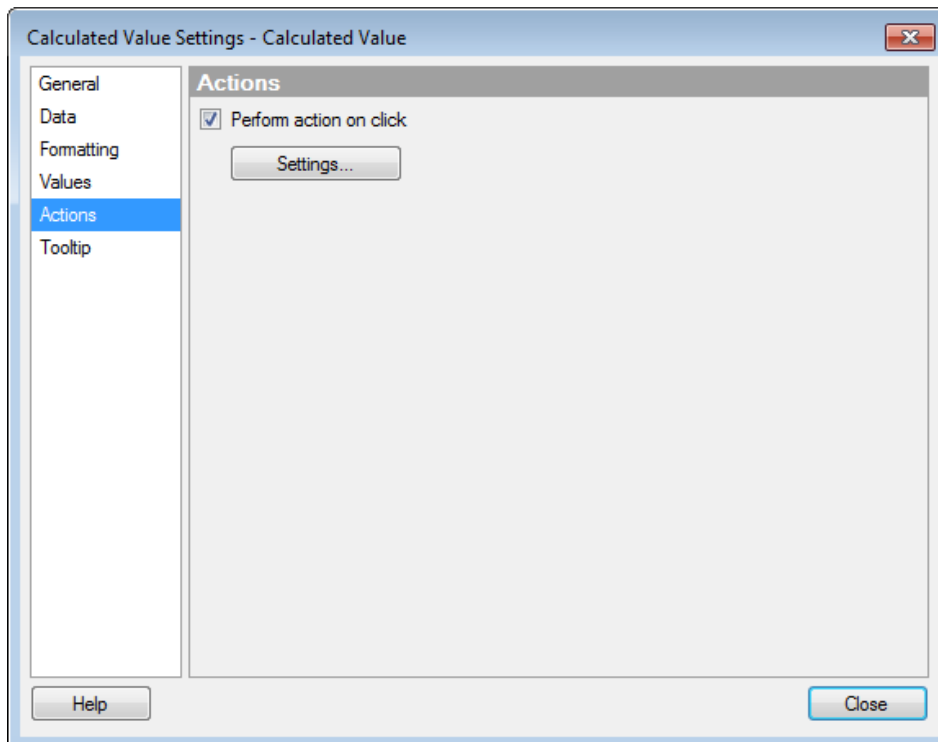 Calculated Value Settings - Calculated Value
General
Data
Formatting
Values
Actions
Tooltip
Actions
Perform action on click
Settings...
Help
Close